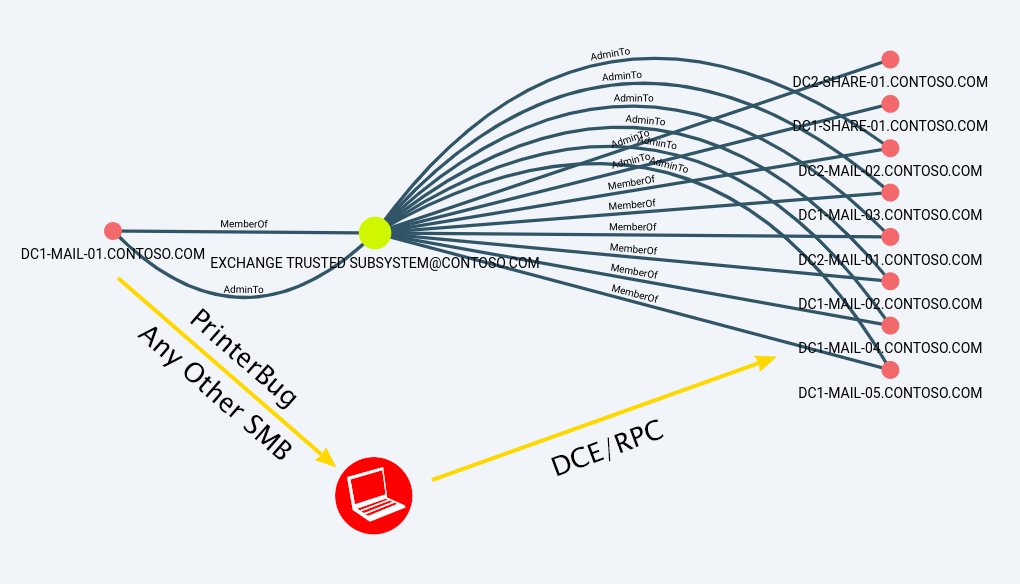 AdminTo
AdminTo
AdminTo
AdminTo
AdminTo
AdminTo
AdminTo
AdminTo
MemberOf
MemberOf
MemberOf
MemberOf
MemberOf
MemberOf
DC2-SHARE-01.CONTOSO.COM
DC1-SHARE-01.CONTOSO.COM
DC2-MAIL-02.CONTOSO.COM
DC1-MAIL-03.CONTOSO.COM
DC2-MAIL-01.CONTOSO.COM
DC1-MAIL-02.CONTOSO.COM
DC1-MAIL-04.CONTOSO.COM
DC1-MAIL-05.CONTOSO.COM
MemberOf
DC1-MAIL-01.CONTOSO.COM
EXCHANGE TRUSTED SUBSYSTEM@CONTOSO.COM
AdminTo
PrinterBug
Any Other SMB
DCE/RPC